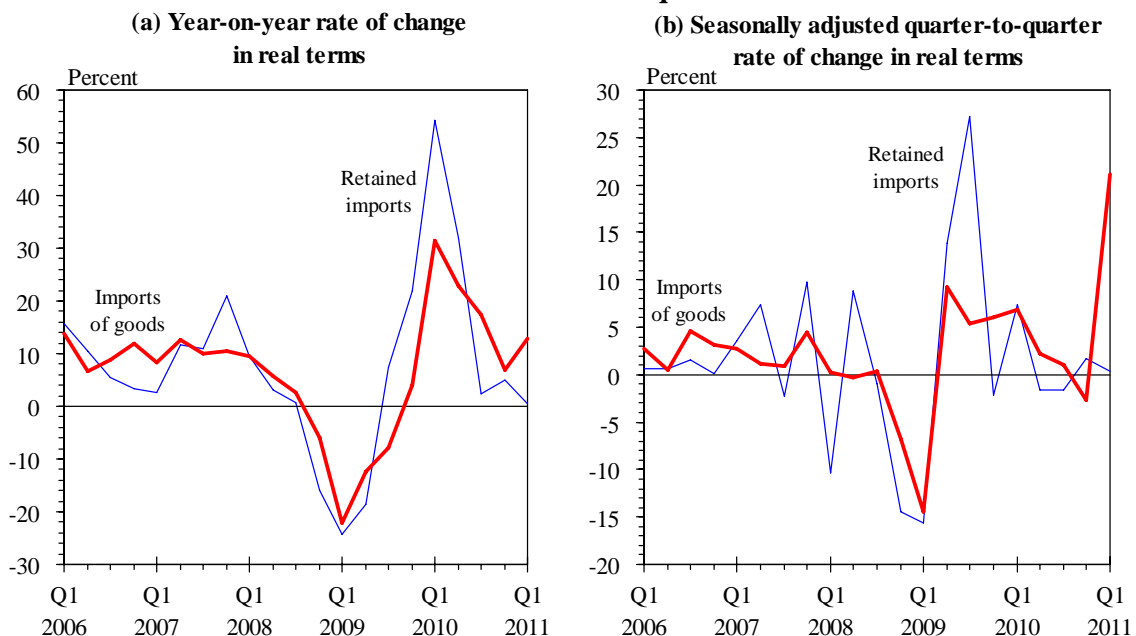 (a) Year-on-year rate of change
in real terms
Percent
60
50
40
30
20
10
0
-10
-20
-30
Retained
imports
Imports
of goods
Q1 Q1 Q1 Q1 Q1 Q1
2006 2007 2008 2009 2010 2011
(b) Seasonally adjusted quarter-to-quarter
rate of change in real terms
Percent
30
25
20
15
10
5
0
-5
-10
-15
-20
Retained
imports
Imports
of goods
Q1 Q1 Q1 Q1 Q1 Q1
2006 2007 2008 2009 2010 2011